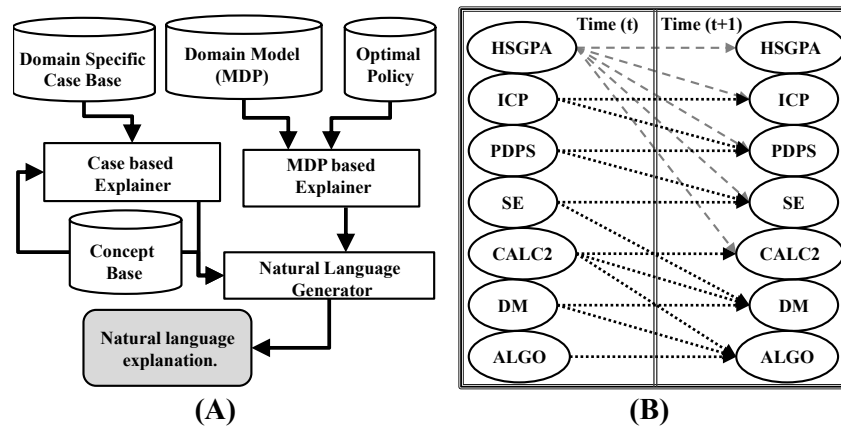 Domain Specific
Case Base
Domain Model
(MDP)
Optimal
Policy
Case based
Explainer
MDP based
Explainer
Concept
Base
Natural Language
Generator
Natural language
explanation.
(A)
Time (t)
Time (t+1)
HSGPA
HSGPA
ICP
ICP
PDPS
PDPS
SE
SE
CALC2
CALC2
DM
DM
ALGO
ALGO
(B)